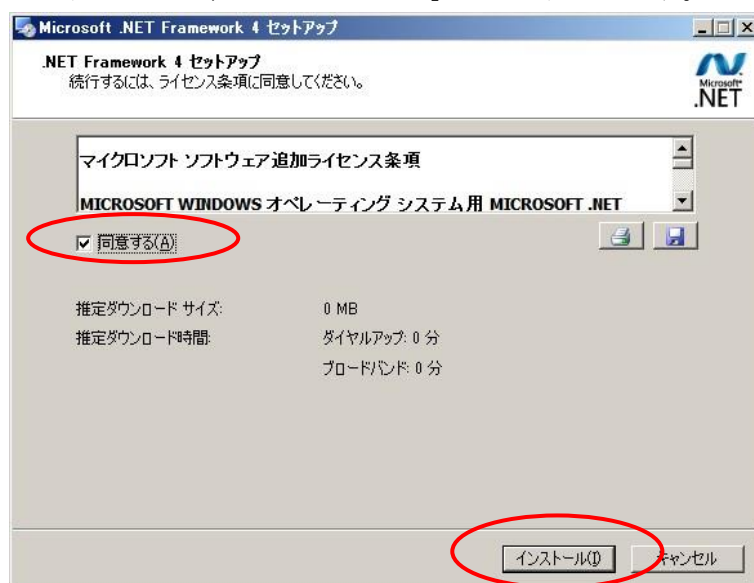 Microsoft .NET Framework 4 セットアップ
.NET Framework 4 セットアップ
続行するには、ライセンス条項に同意してください。
Microsoft
.NET
マイクロソフト ソフトウェア追加ライセンス条項
MICROSOFT WINDOWS オペレーティング システム用 MICROSOFT .NET
同意する(A)
推定ダウンロード サイズ: 0 MB
推定ダウンロード時間: ダイヤルアップ: 0 分
ブロードバンド: 0 分
インストール(I) キャンセル